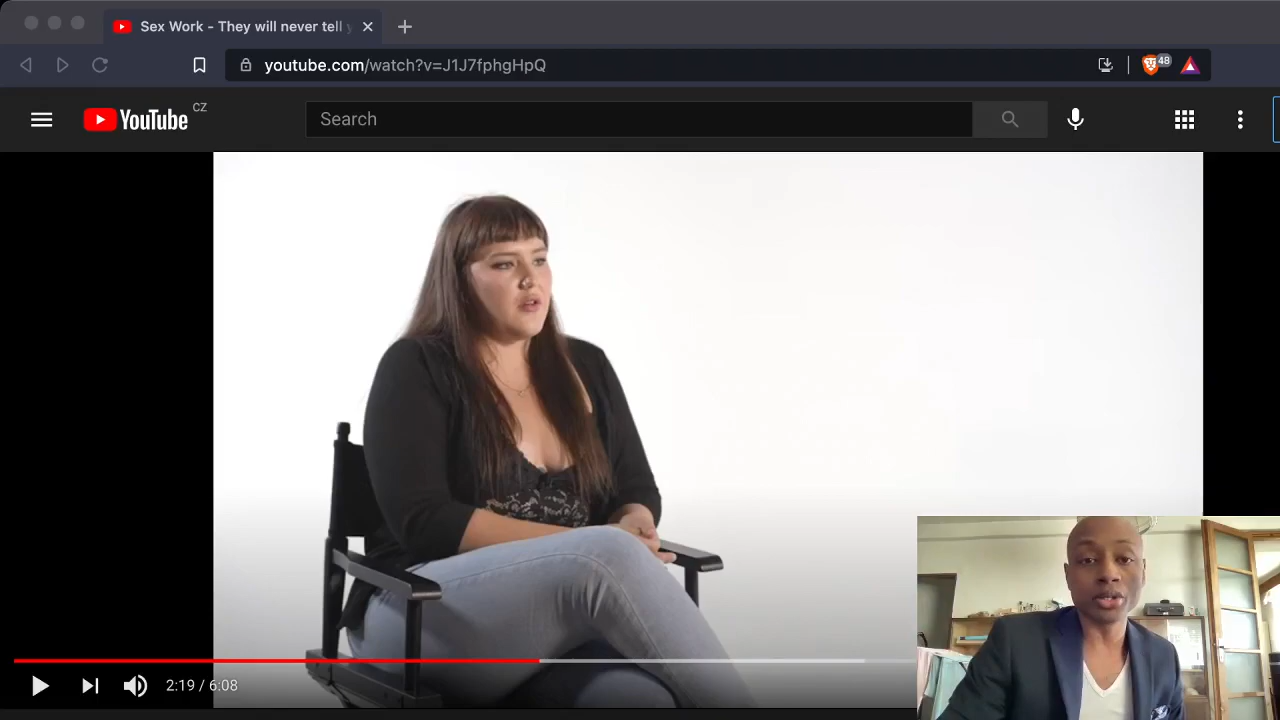 Sex Work - They will never tell
youtube.com/watch?v=J1J7fphgHpQ
48
YouTube CZ
Search
2:19 / 6:08